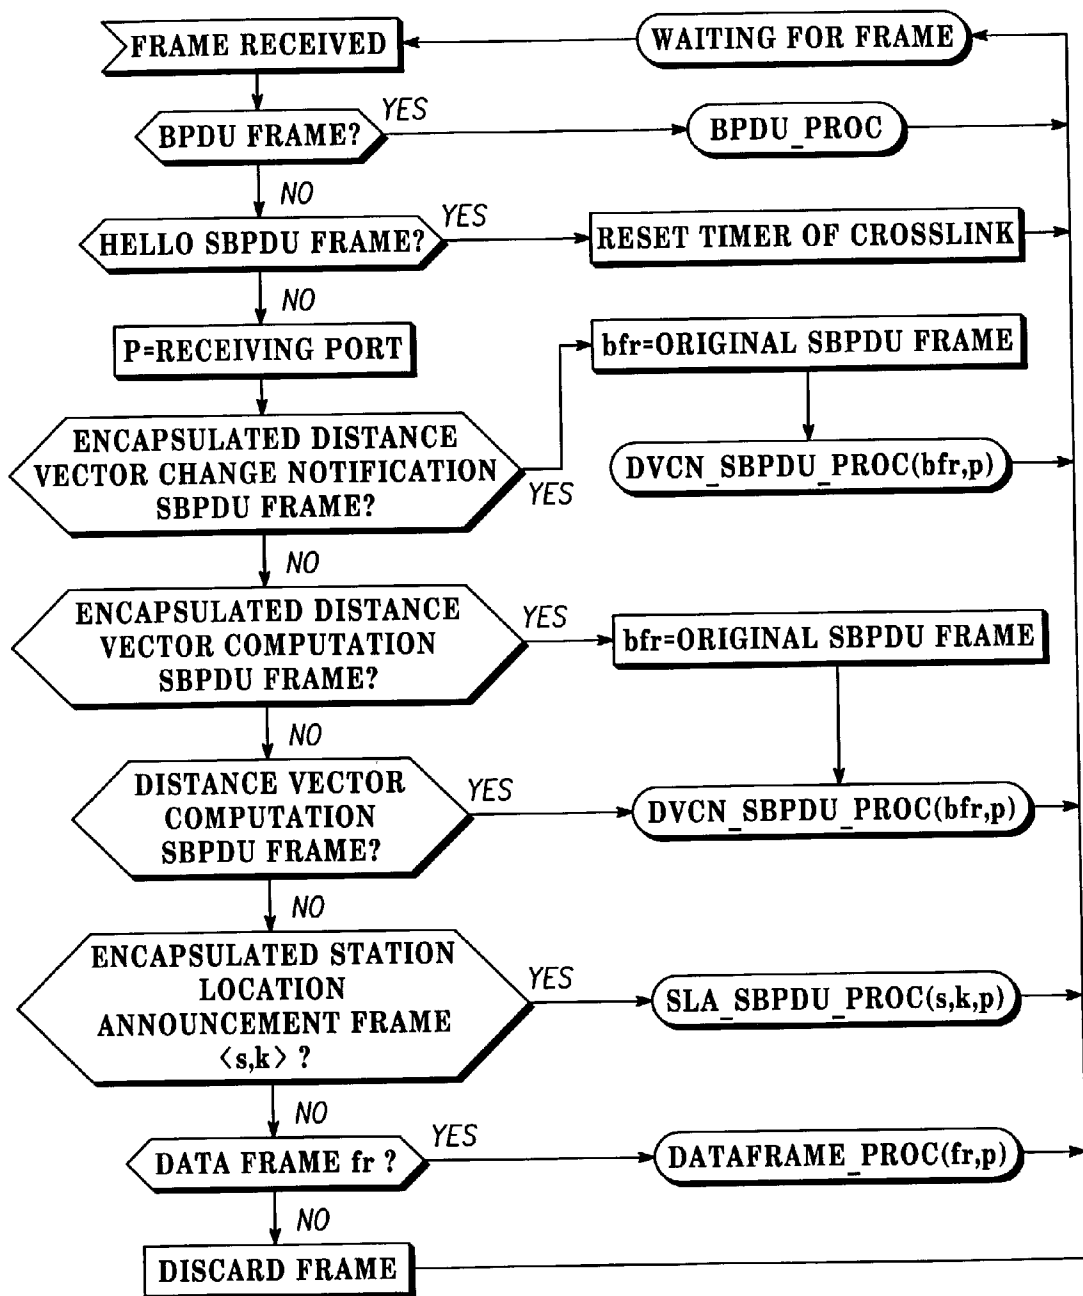 FRAME RECEIVED
WAITING FOR FRAME
BPDU FRAME?
YES
BPDU_PROC
NO
HELLO SBPDU FRAME?
YES
RESET TIMER OF CROSSLINK
NO
P=RECEIVING PORT
bfr=ORIGINAL SBPDU FRAME
ENCAPSULATED DISTANCE
VECTOR CHANGE NOTIFICATION
SBPDU FRAME?
YES
DVCN_SBPDU_PROC(bfr,p)
NO
ENCAPSULATED DISTANCE
VECTOR COMPUTATION
SBPDU FRAME?
YES
bfr=ORIGINAL SBPDU FRAME
NO
DISTANCE VECTOR
COMPUTATION
SBPDU FRAME?
YES
DVCN_SBPDU_PROC(bfr,p)
NO
ENCAPSULATED STATION
LOCATION
ANNOUNCEMENT FRAME
<s,k> ?
YES
SLA_SBPDU_PROC(s,k,p)
NO
DATA FRAME fr ?
YES
DATAFRAME_PROC(fr,p)
NO
DISCARD FRAME